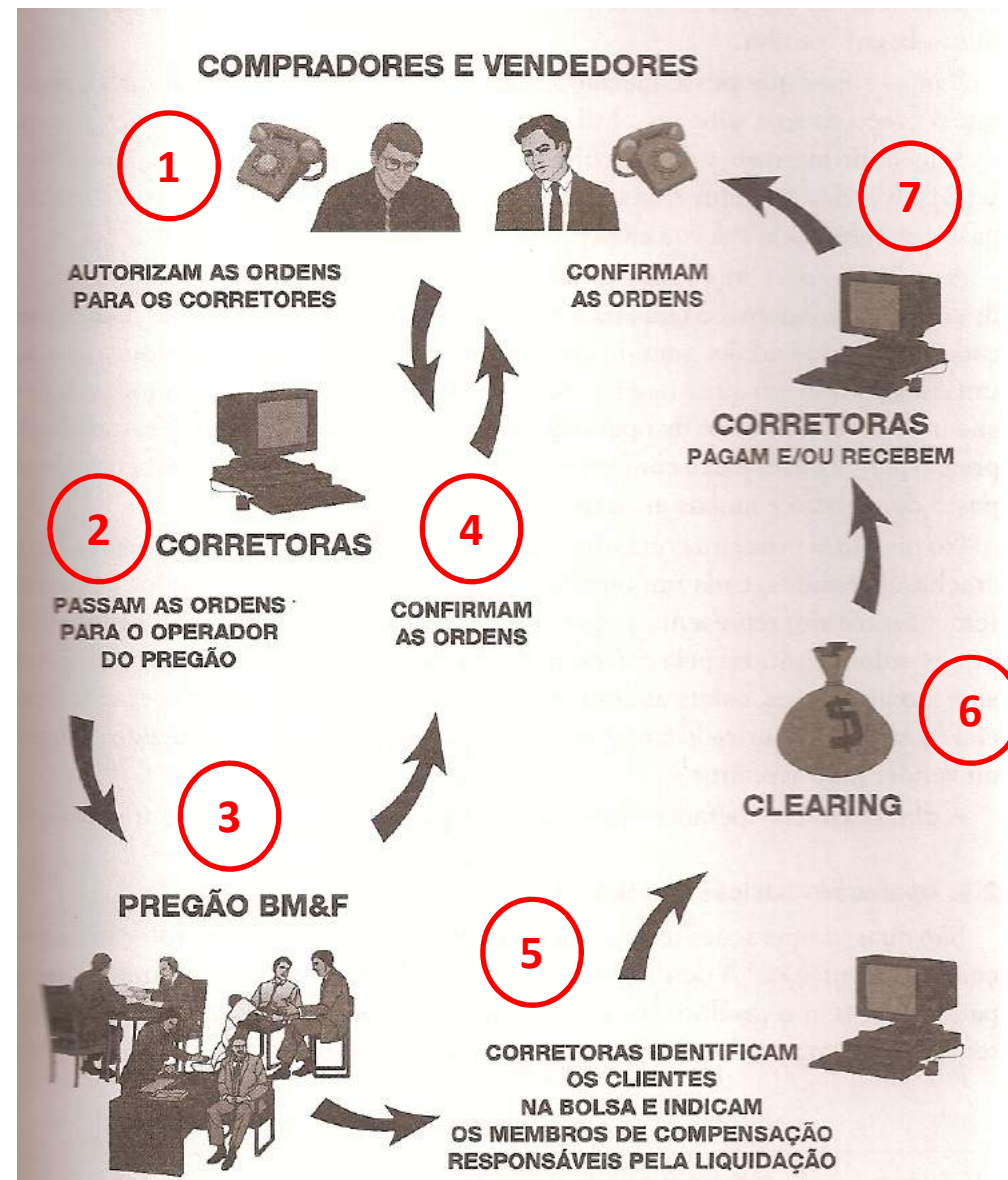 COMPRADORES E VENDEDORES
1
7
AUTORIZAM AS ORDENS
PARA OS CORRETORES
CONFIRMAM
AS ORDENS
CORRETORAS
PAGAM E/OU RECEBEM
2
CORRETORAS
4
PASSAM AS ORDENS
PARA O OPERADOR
DO PREGÃO
CONFIRMAM
AS ORDENS
$
6
CLEARING
3
PREGÃO BM&F
5
CORRETORAS IDENTIFICAM
OS CLIENTES
NA BOLSA E INDICAM
OS MEMBROS DE COMPENSAÇÃO
RESPONSÁVEIS PELA LIQUIDAÇÃO